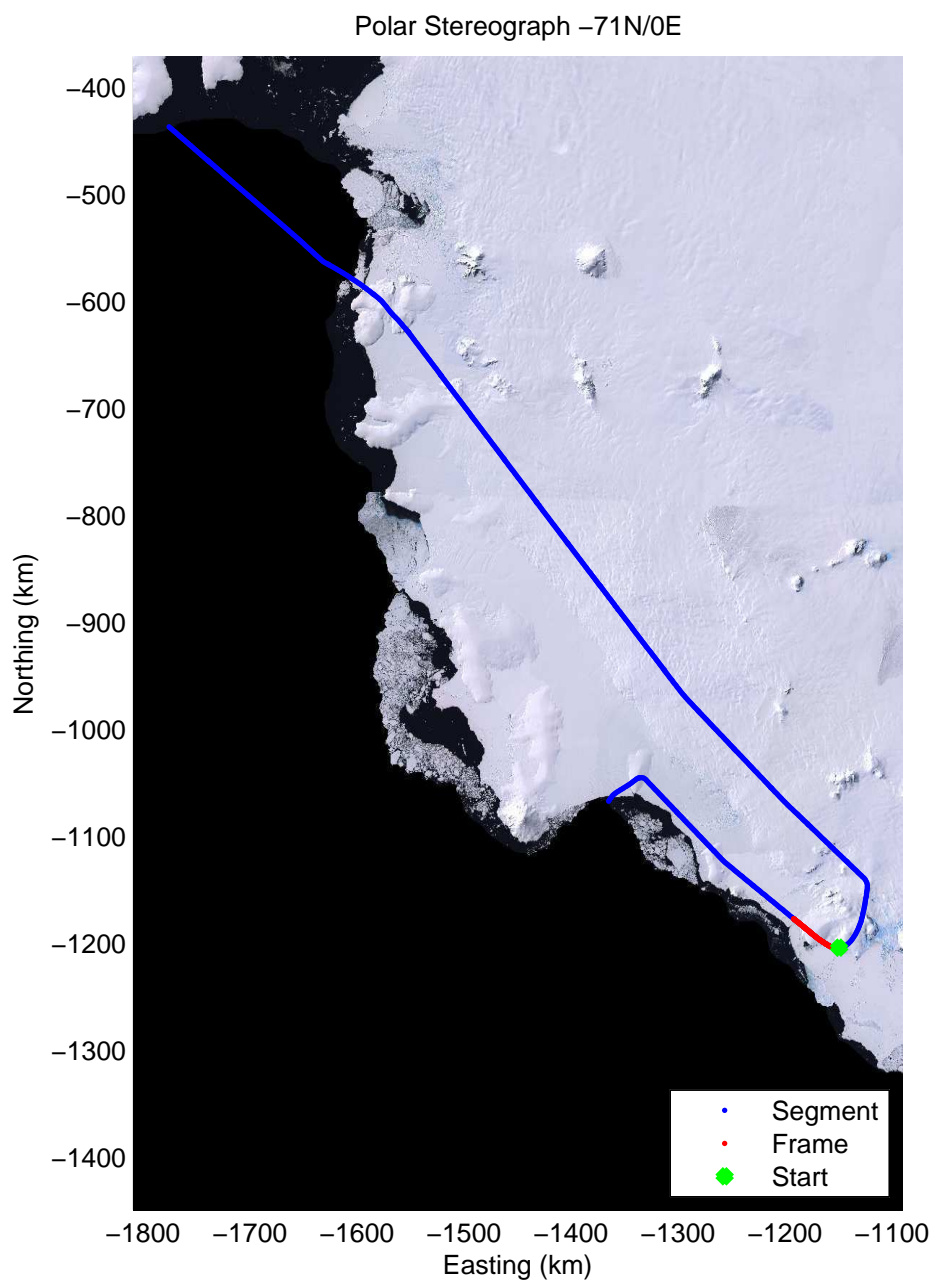 Polar Stereograph −71N/0E
−400
−500
−600
−700
−800
−900
−1000
−1100
−1200
−1300
−1400
Northing (km)
Segment
Frame
Start
−1800 −1700 −1600 −1500 −1400 −1300 −1200 −1100
Easting (km)